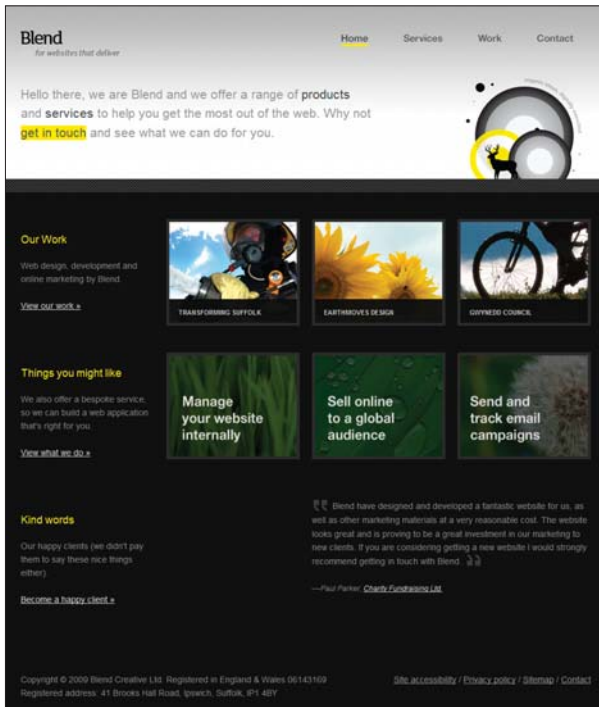 Blend
for websites that deliver
Home Services Work Contact
Hello there, we are Blend and we offer a range of products
and services to help you get the most out of the web. Why not
get in touch and see what we can do for you.
Our Work
Web design, development and
online marketing by Blend
View our work »
TRANSFORMING SUFFOLK
EARTHMOVES DESIGN
GWYNEDD COUNCIL
Things you might like
We also offer a bespoke service,
so we can build a web application
that's right for you.
View what we do »
Manage
your website
internally
Sell online
to a global
audience
Send and
track email
campaigns
Kind words
Our happy clients (we didn't pay
them to say these nice things
either).
Become a happy client »
Blend have designed and developed a fantastic website for us, as
well as other marketing materials at a very reasonable cost. The website
looks great and is proving to be a great investment in our marketing to
new clients. If you are considering getting a new website I would strongly
recommend getting in touch with Blend.
—Paul Parker, Charity Fundraising Ltd.
Copyright © 2009 Blend Creative Ltd. Registered in England & Wales 06143169
Registered address: 41 Brooks Hall Road, Ipswich, Suffolk, IP1 4BY
Site accessibility / Privacy policy / Sitemap / Contact